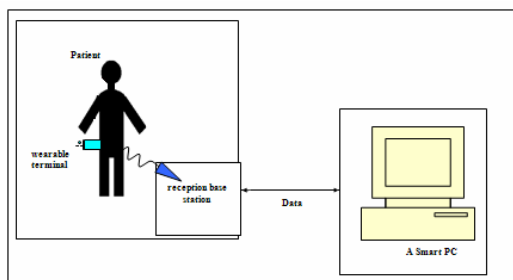 Patient
wearable
terminal
reception base
station
Data
A Smart PC